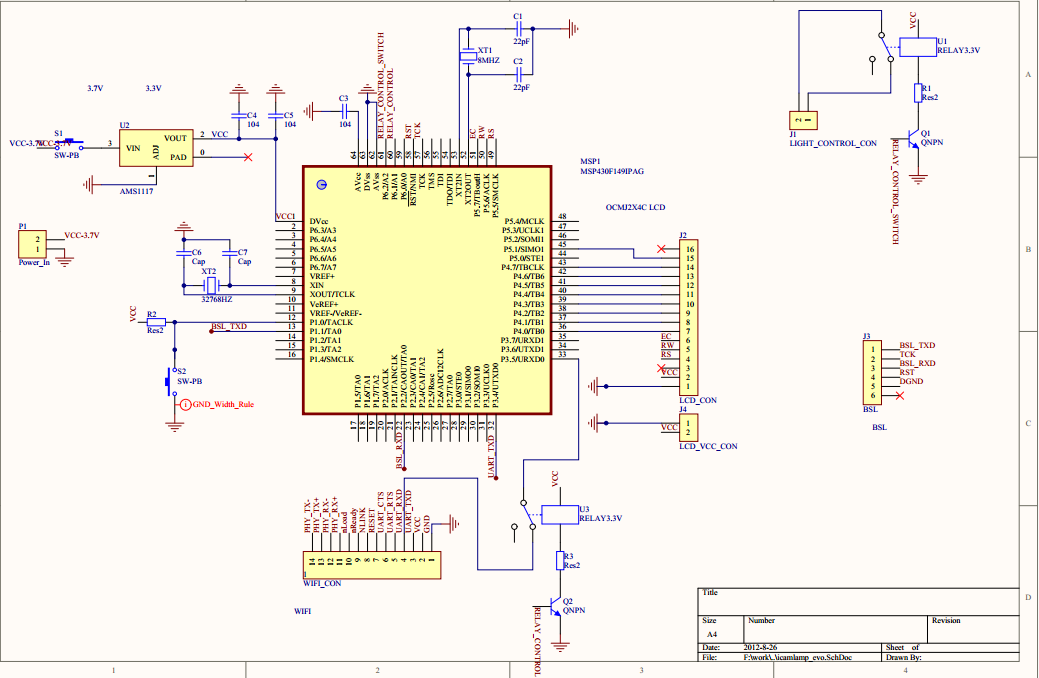 C1
22pF
XT1
8MHZ
C2
22pF
VCC
U1
RELAY3.3V
R1
Res2
Q1
QNPN
2 1
J1
LIGHT_CONTROL_CON
RELAY_CONTROL_SWITCH
A
3.7V 3.3V
C4
104
C5
104
C3
104
RELAY_CONTROL_SWITCH
RELAY_CONTROL
RST
TCK
EC
RW
RS
S1
SW-PB
U2
VIN
VOUT
PAD
ADJ
3
2
0
1
VCC
AMS1117
64 63 62 61 60 59 58 57 56 55 54 53 52 51 50 49
MSP1
MSP430F149IPAG
AVcc
DVss
AVss
P6.2/A2
P6.1/A1
P6.0/A0
RST/NMI
TCK
TMS
TDI
TDO/TDI
XT2IN
XT2OUT
P5.6/ACLK
P5.5/SMCLK
OCMJ2X4C LCD
VCC1
2
3
4
5
6
7
8
9
10
11
12
13
14
15
16
DVcc
P6.3/A3
P6.4/A4
P6.5/A5
P6.6/A6
P6.7/A7
VREF+
XIN
XOUT/TCLK
VeREF+
VREF-/VeREF-
P1.0/TACLK
P1.1/TA0
P1.2/TA1
P1.3/TA2
P1.4/SMCLK
P5.4/MCLK 48
P5.3/UCLK1 47
P5.2/SOMI1 46
P5.1/SIMO1 45
P5.0/STE1 44
P4.7/TBCLK 43
P4.6/TB6 42
P4.5/TB5 41
P4.4/TB4 40
P4.3/TB3 39
P4.2/TB2 38
P4.1/TB1 37
P4.0/TB0 36
P3.7/URXD1 35
P3.6/UTXD1 34
P3.5/URXD0 33
P1
2
1
VCC-3.7V
Power_In
C6
Cap
C7
Cap
XT2
32768HZ
B
J2
16
15
14
13
12
11
10
9
8
7
EC 6
RW 5
RS 4
3
VCC 2
1
LCD_CON
VCC
R2
Res2
BSL_TXD
S2
SW-PB
GND_Width_Rule
J3
1 BSL_TXD
2 TCK
3 BSL_RXD
4 RST
5 DGND
6
BSL
BSL
P1.5/TA0
P1.6/TA1
P1.7/TA2
P2.0/ACLK
P2.1/TAINCLK
P2.2/CAOUT/TA0
P2.3/CA0/TA1
P2.4/CA1/TA2
P2.5/Rosc
P2.6/ADC12CLK
P2.7/TA0
P3.0/STE0
P3.1/SIMO0
P3.2/SOMI0
P3.3/UCLK0
P3.4/UTXD0
17 18 19 20 21 22 23 24 25 26 27 28 29 30 31 32
BSL_RXD
UART_TXD
J4
1
VCC 2
LCD_VCC_CON
C
PHY_TX-
PHY_TX+
PHY_RX-
PHY_RX+
nLoad
nReady
NLINK
RESET
UART_CTS
UART_RTS
UART_RXD
UART_TXD
VCC
GND
14 13 12 11 10 9 8 7 6 5 4 3 2 1
WIFI_CON
WIFI
VCC
U3
RELAY3.3V
R3
Res2
Q2
QNPN
RELAY_CONTROL
D
Title
Size Number Revision
A4
Date: 2012-8-26 Sheet of
File: F:\work\..\icamlamp_evo.SchDoc Drawn By:
1 2 3 4